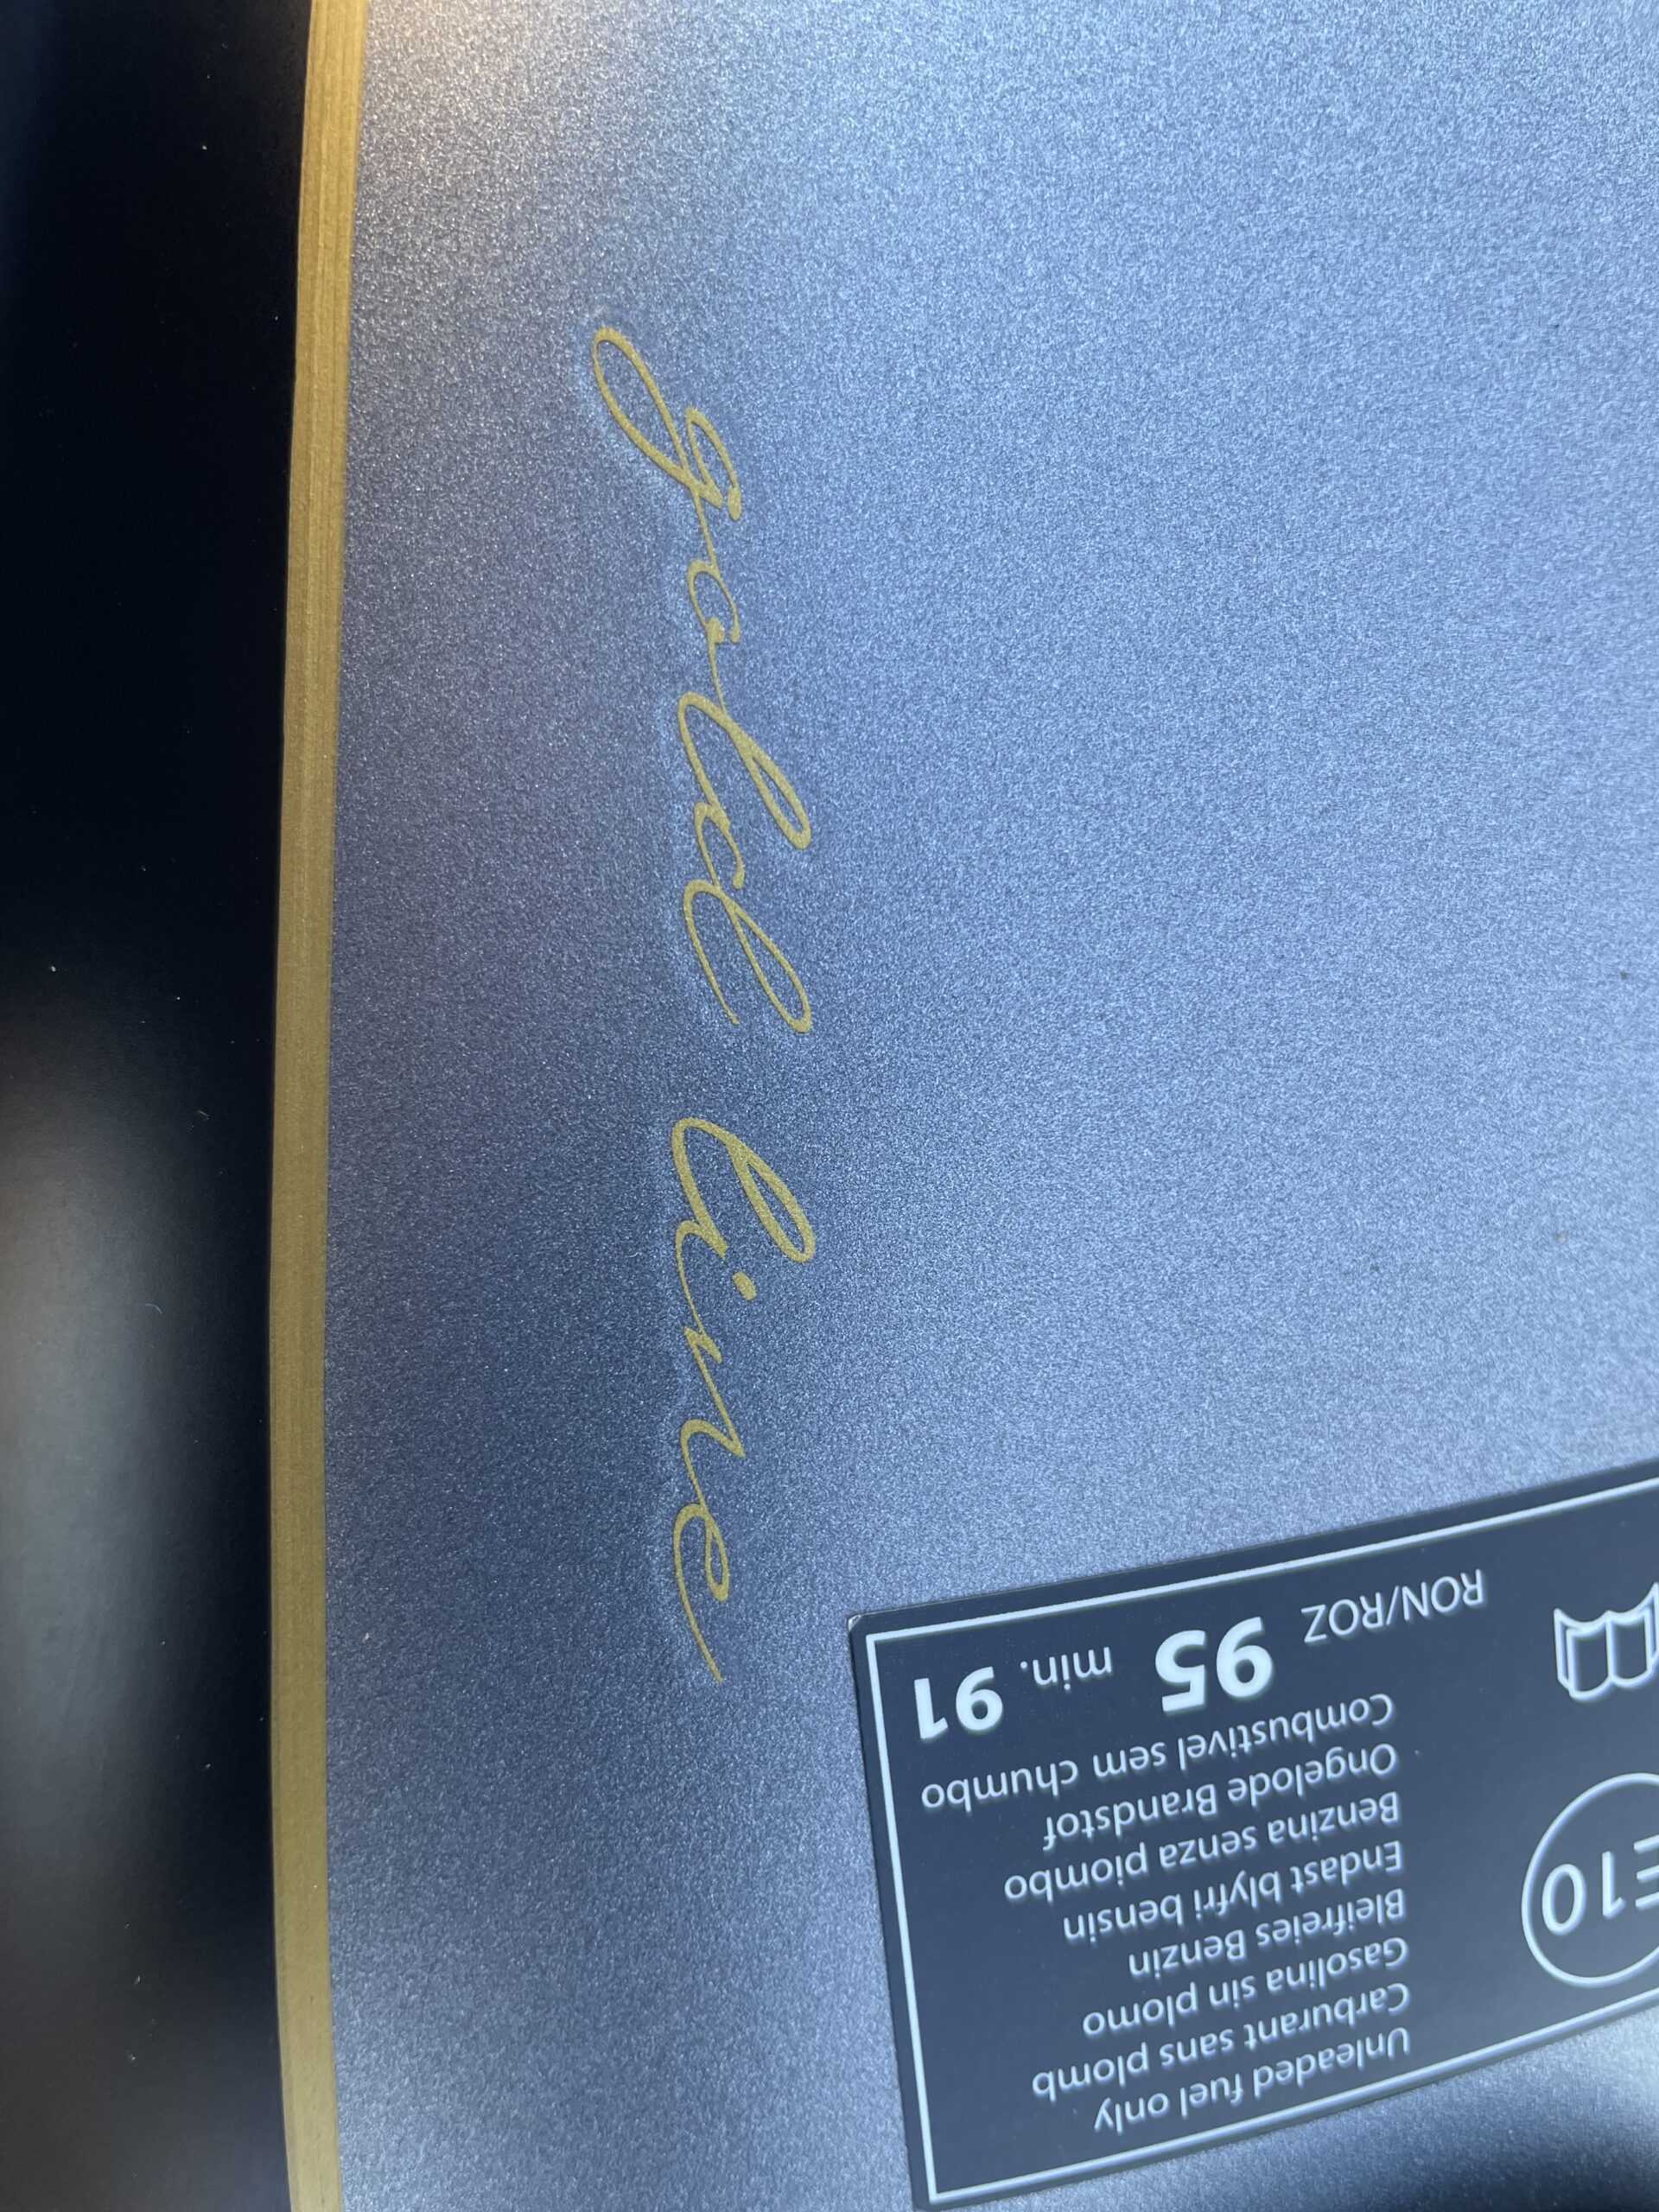 gold line
Unleaded fuel only
Carburant sans plomb
Gasolina sin plomo
Bleifreies Benzin
Endast blyfri bensin
Benzina senza piombo
Ongelode Brandstof
Combustivel sem chumbo
RON/ROZ 95 min. 91
E10